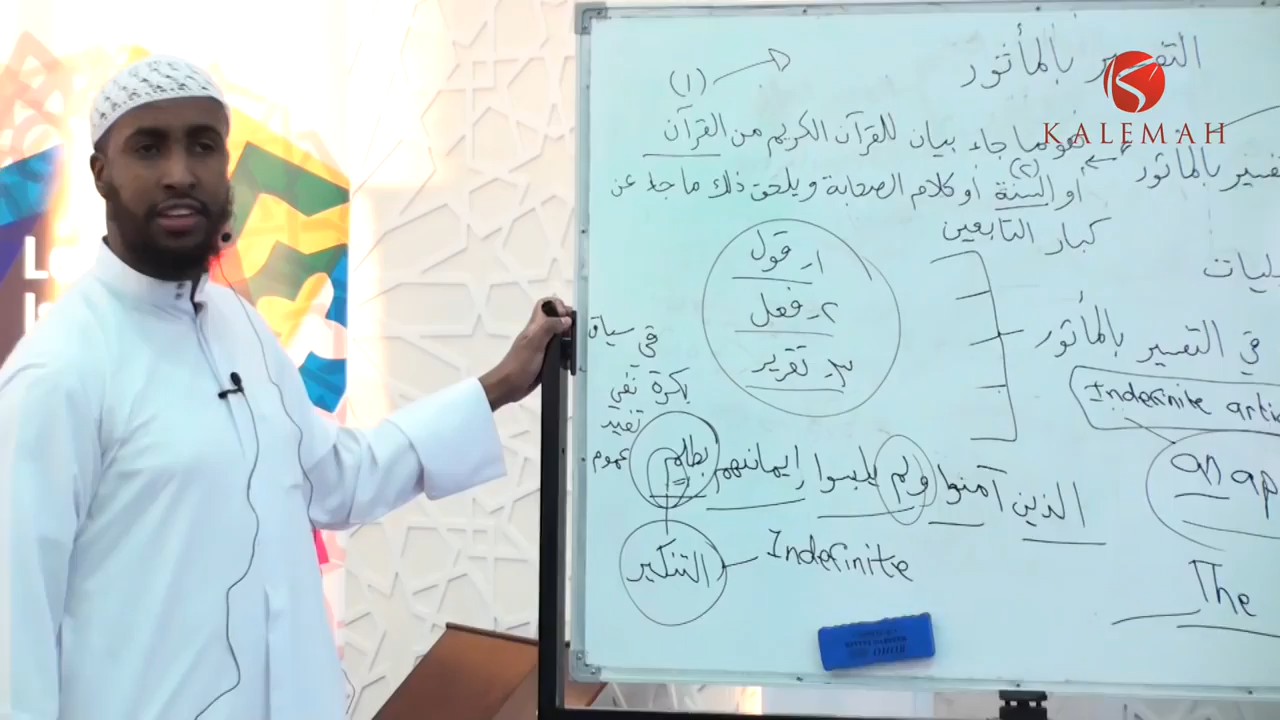 التفسير بالمأثور
(١)
هو ما جاء بيان للقرآن الكريم من القرآن
(٢)
أو السنة أو كلام الصحابة ويلحق ذلك ما جاء عن
كبار التابعين
بالمأثور
١- قول
٢- فعل
٣- تقرير
في التفسير بالمأثور
في سياق
نكرة نفي
تفيد
عموم
Indefinite
an
The
الذين آمنوا ولم يلبسوا إيمانهم بظلم
التنكير
Indefinite
KALEMAH